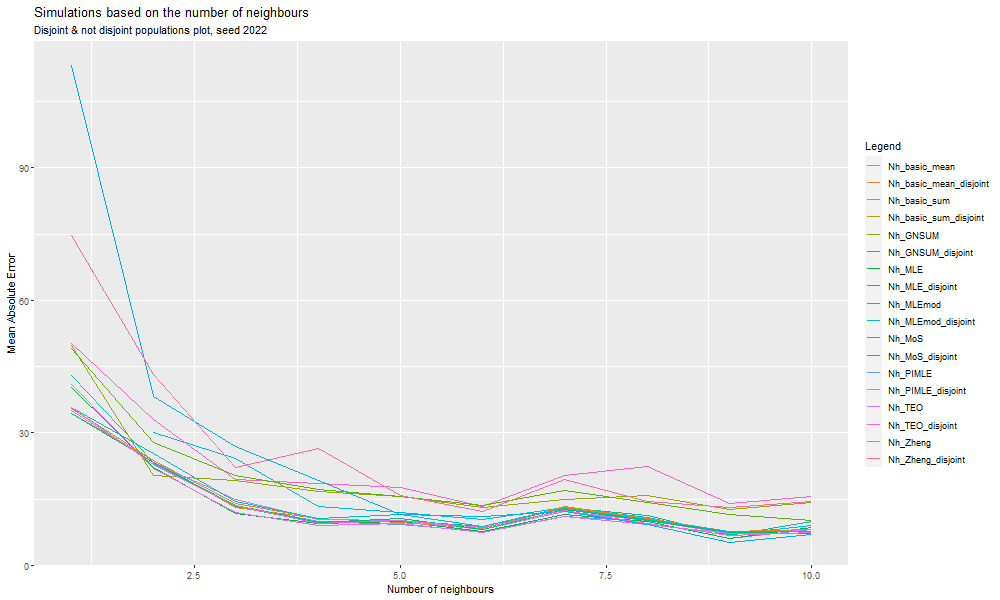 Simulations based on the number of neighbours
Disjoint & not disjoint populations plot, seed 2022
Mean Absolute Error
90
60
30
0
2.5
5.0
7.5
10.0
Number of neighbours
Legend
Nh_basic_mean
Nh_basic_mean_disjoint
Nh_basic_sum
Nh_basic_sum_disjoint
Nh_GNSUM
Nh_GNSUM_disjoint
Nh_MLE
Nh_MLE_disjoint
Nh_MLEmod
Nh_MLEmod_disjoint
Nh_MoS
Nh_MoS_disjoint
Nh_PIMLE
Nh_PIMLE_disjoint
Nh_TEO
Nh_TEO_disjoint
Nh_Zheng
Nh_Zheng_disjoint